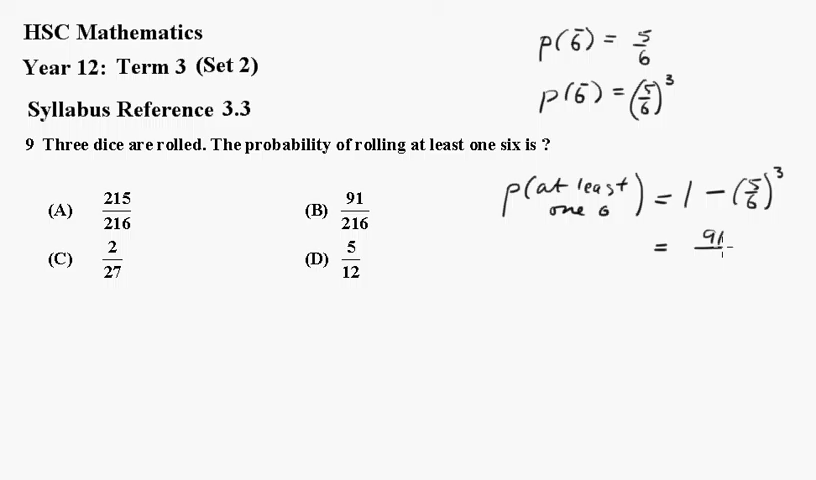 HSC Mathematics
Year 12: Term 3 (Set 2)
Syllabus Reference 3.3
9 Three dice are rolled. The probability of rolling at least one six is ?
(A) 215/216
(B) 91/216
(C) 2/27
(D) 5/12
P(6̄) = 5/6
P(6̄) = (5/6)³
P(at least one 6) = 1 − (5/6)³
= 91